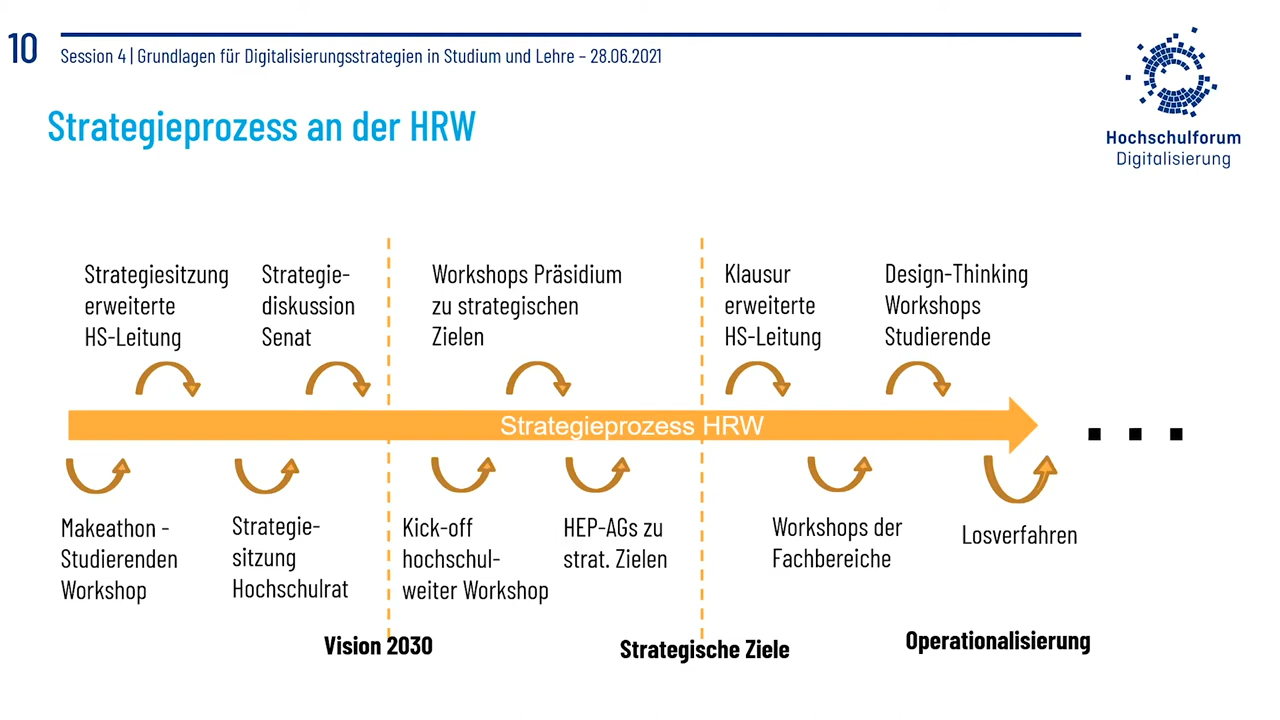 10
Session 4 | Grundlagen für Digitalisierungsstrategien in Studium und Lehre – 28.06.2021
Hochschulforum
Digitalisierung
Strategieprozess an der HRW
Strategiesitzung
erweiterte
HS-Leitung
Strategie-
diskussion
Senat
Workshops Präsidium
zu strategischen
Zielen
Klausur
erweiterte
HS-Leitung
Design-Thinking
Workshops
Studierende
Strategieprozess HRW
...
Makeathon -
Studierenden
Workshop
Strategie-
sitzung
Hochschulrat
Kick-off
hochschul-
weiter Workshop
HEP-AGs zu
strat. Zielen
Workshops der
Fachbereiche
Losverfahren
Vision 2030
Strategische Ziele
Operationalisierung